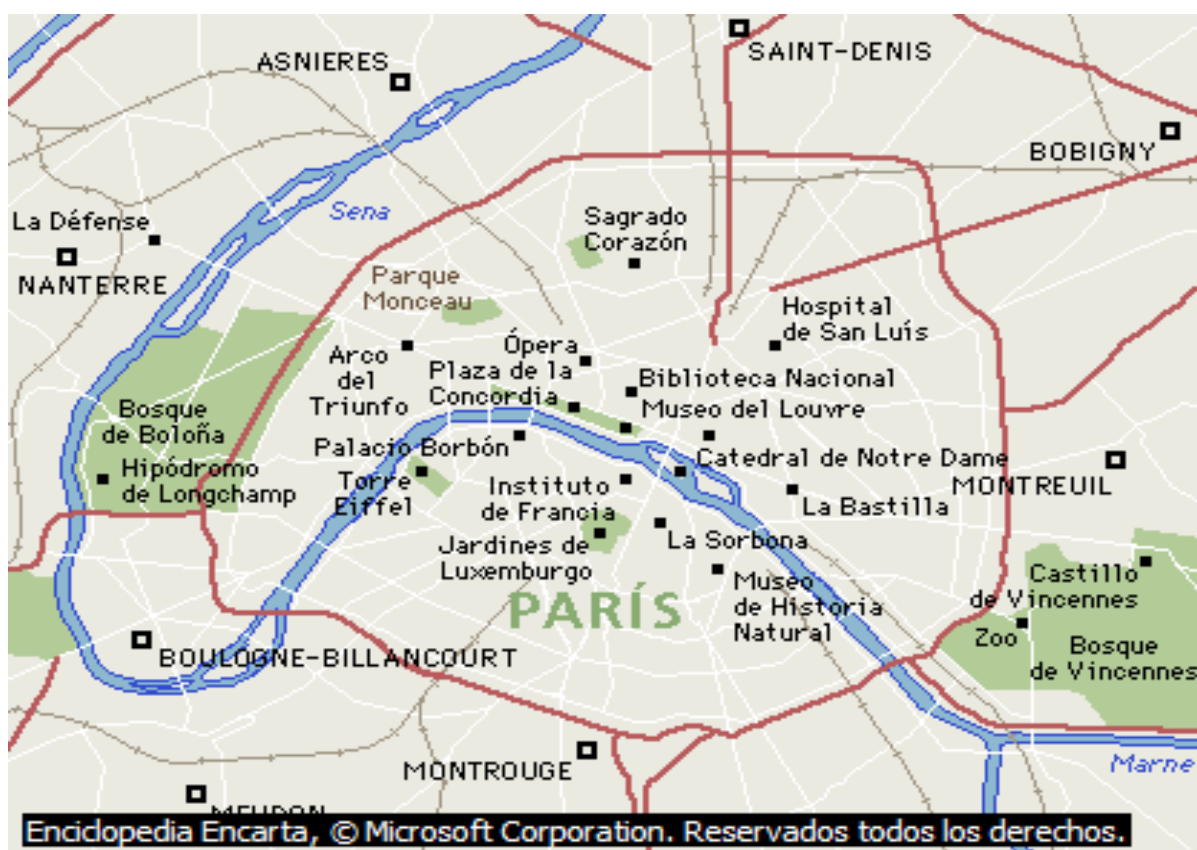 SAINT-DENIS
ASNIERES
BOBIGNY
Sena
La Défense
NANTERRE
Sagrado
Corazón
Parque
Monceau
Hospital
de San Luís
Arco
del
Triunfo
Ópera
Plaza de la
Concordia
Biblioteca Nacional
Museo del Louvre
Bosque
de Boloña
Palacio Borbón
Catedral de Notre Dame
Hipódromo
de Longchamp
Torre
Eiffel
Instituto
de Francia
MONTREUIL
La Bastilla
La Sorbona
Jardines de
Luxemburgo
Museo
de Historia
Natural
Castillo
de Vincennes
PARÍS
Zoo
Bosque
de Vincennes
BOULOGNE-BILLANCOURT
MONTROUGE
Marne
MEUDON
Enciclopedia Encarta, © Microsoft Corporation. Reservados todos los derechos.